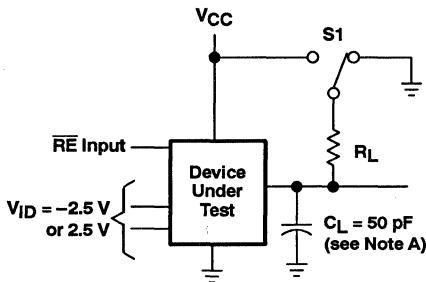 VCC
S1
RE Input
Device
Under
Test
RL
VID = −2.5 V
or 2.5 V
CL = 50 pF
(see Note A)